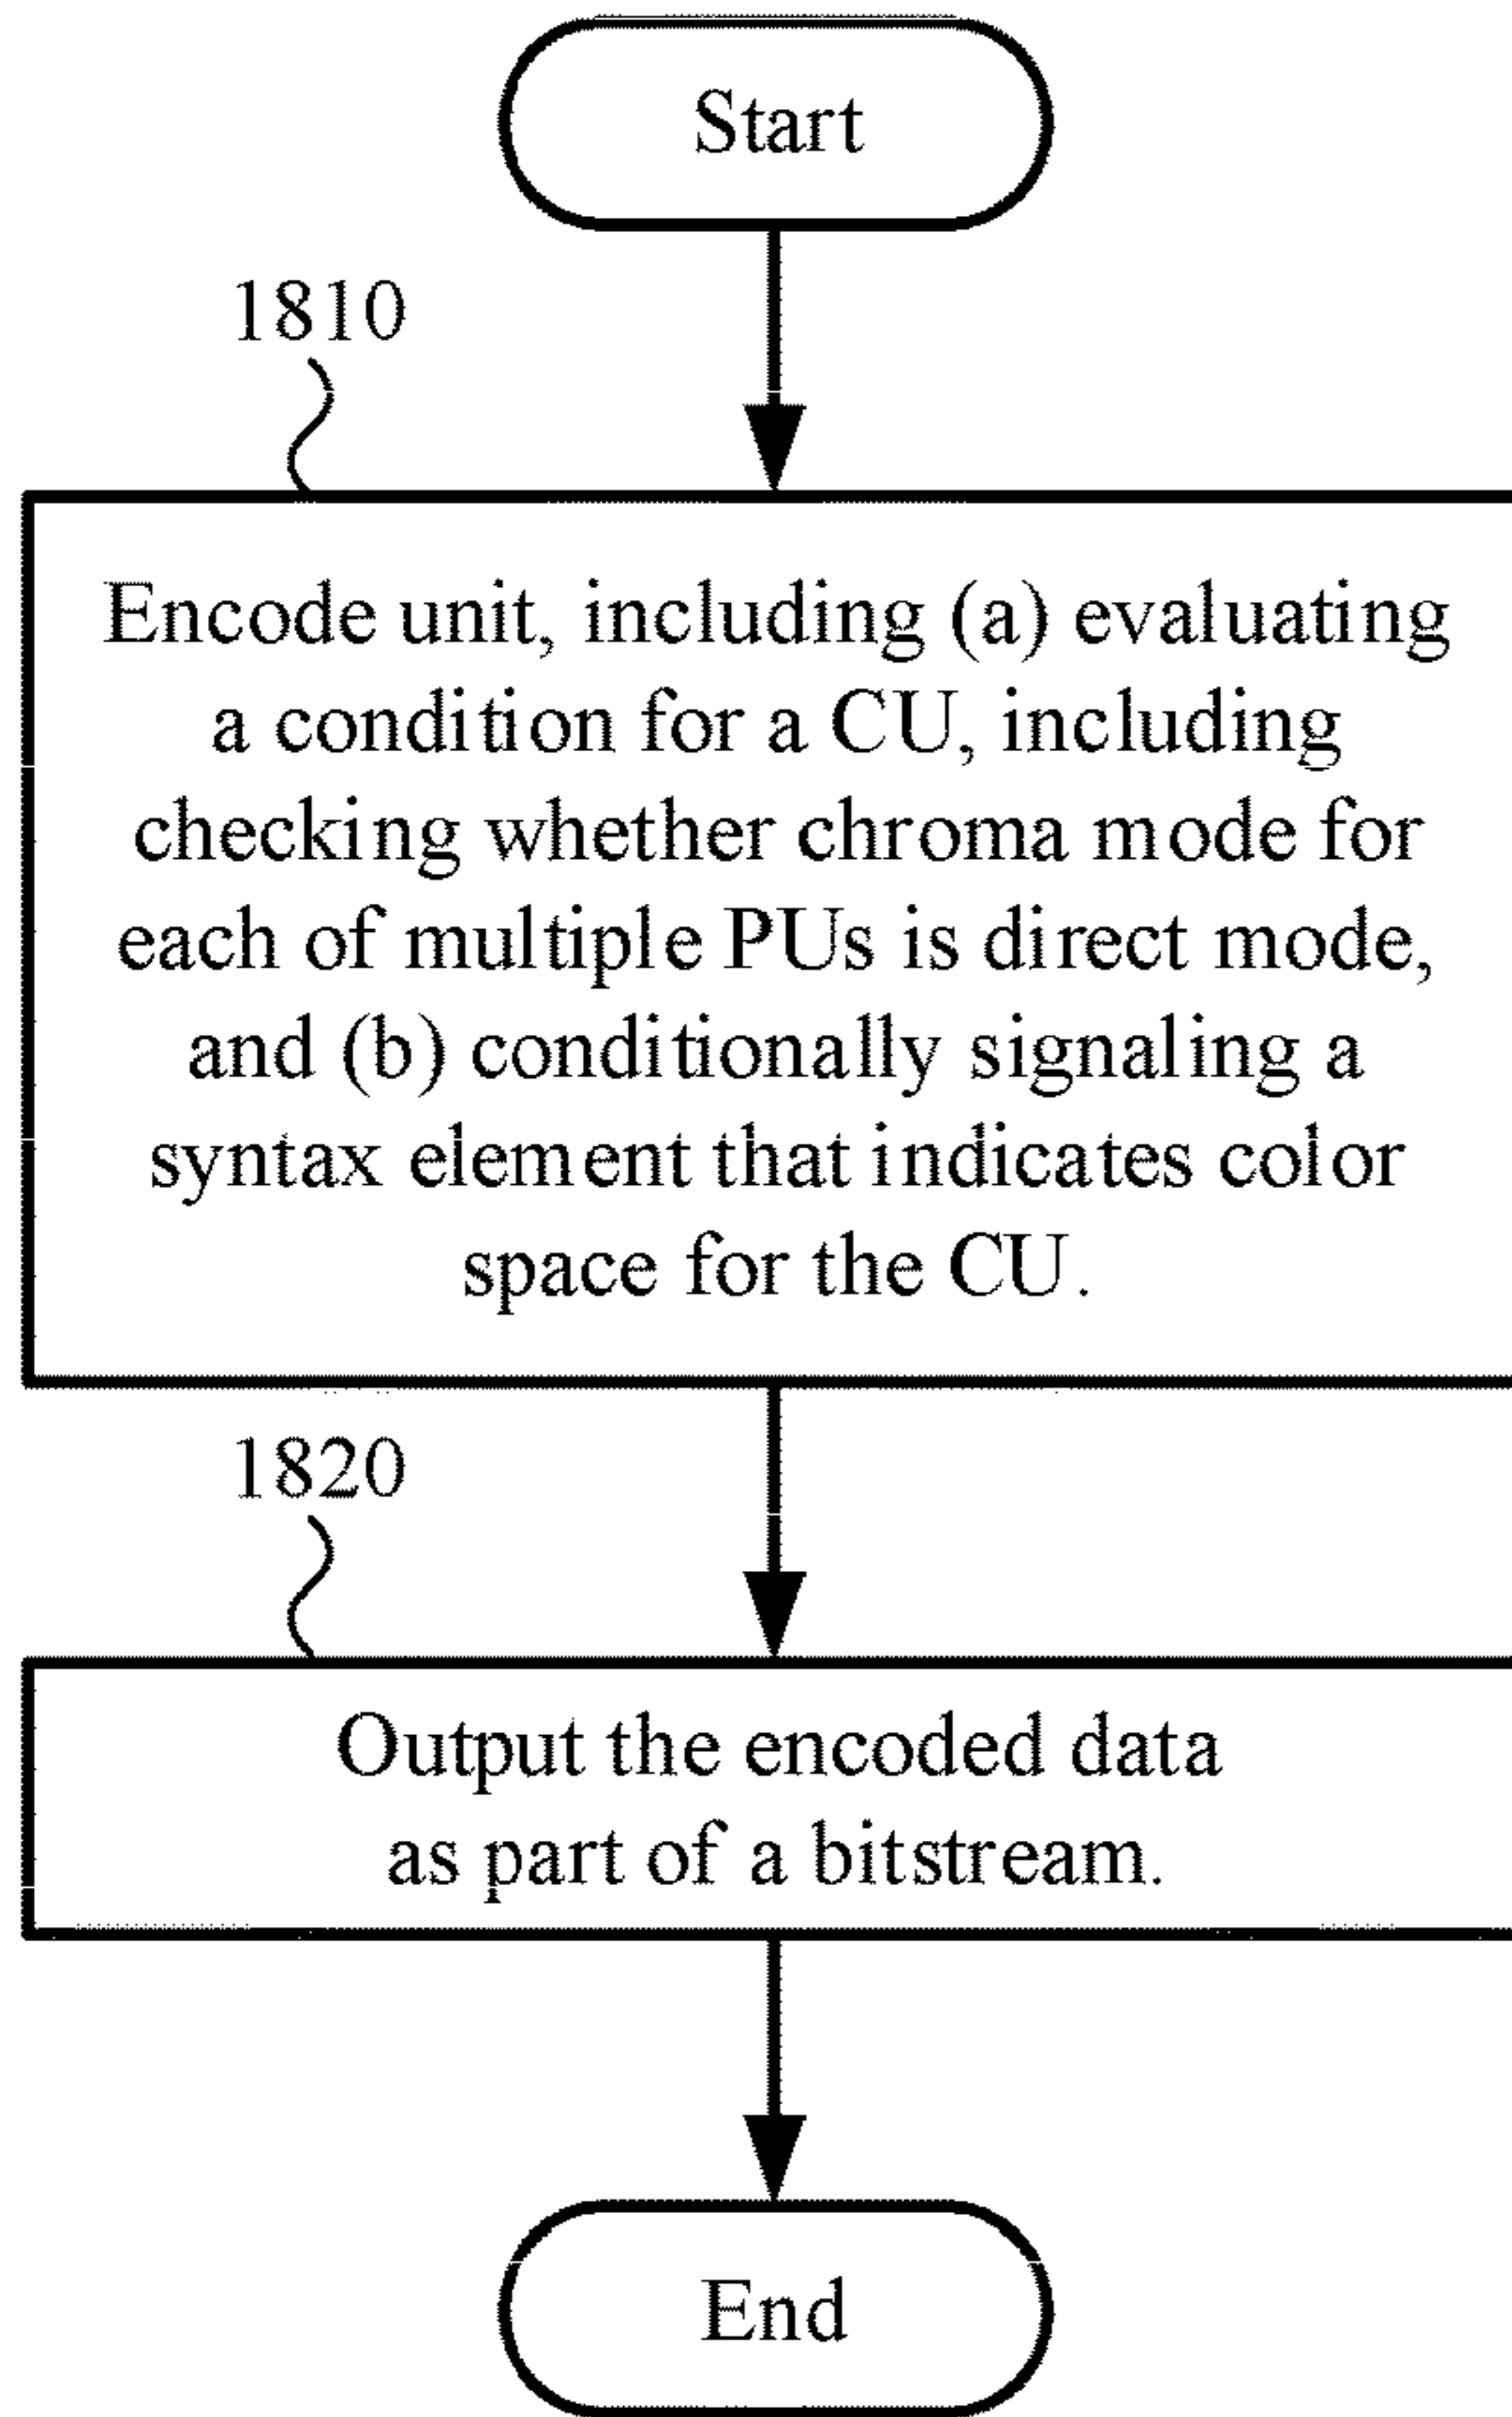 Start
1810
Encode unit, including (a) evaluating
a condition for a CU, including
checking whether chroma mode for
each of multiple PUs is direct mode,
and (b) conditionally signaling a
syntax element that indicates color
space for the CU.
1820
Output the encoded data
as part of a bitstream.
End